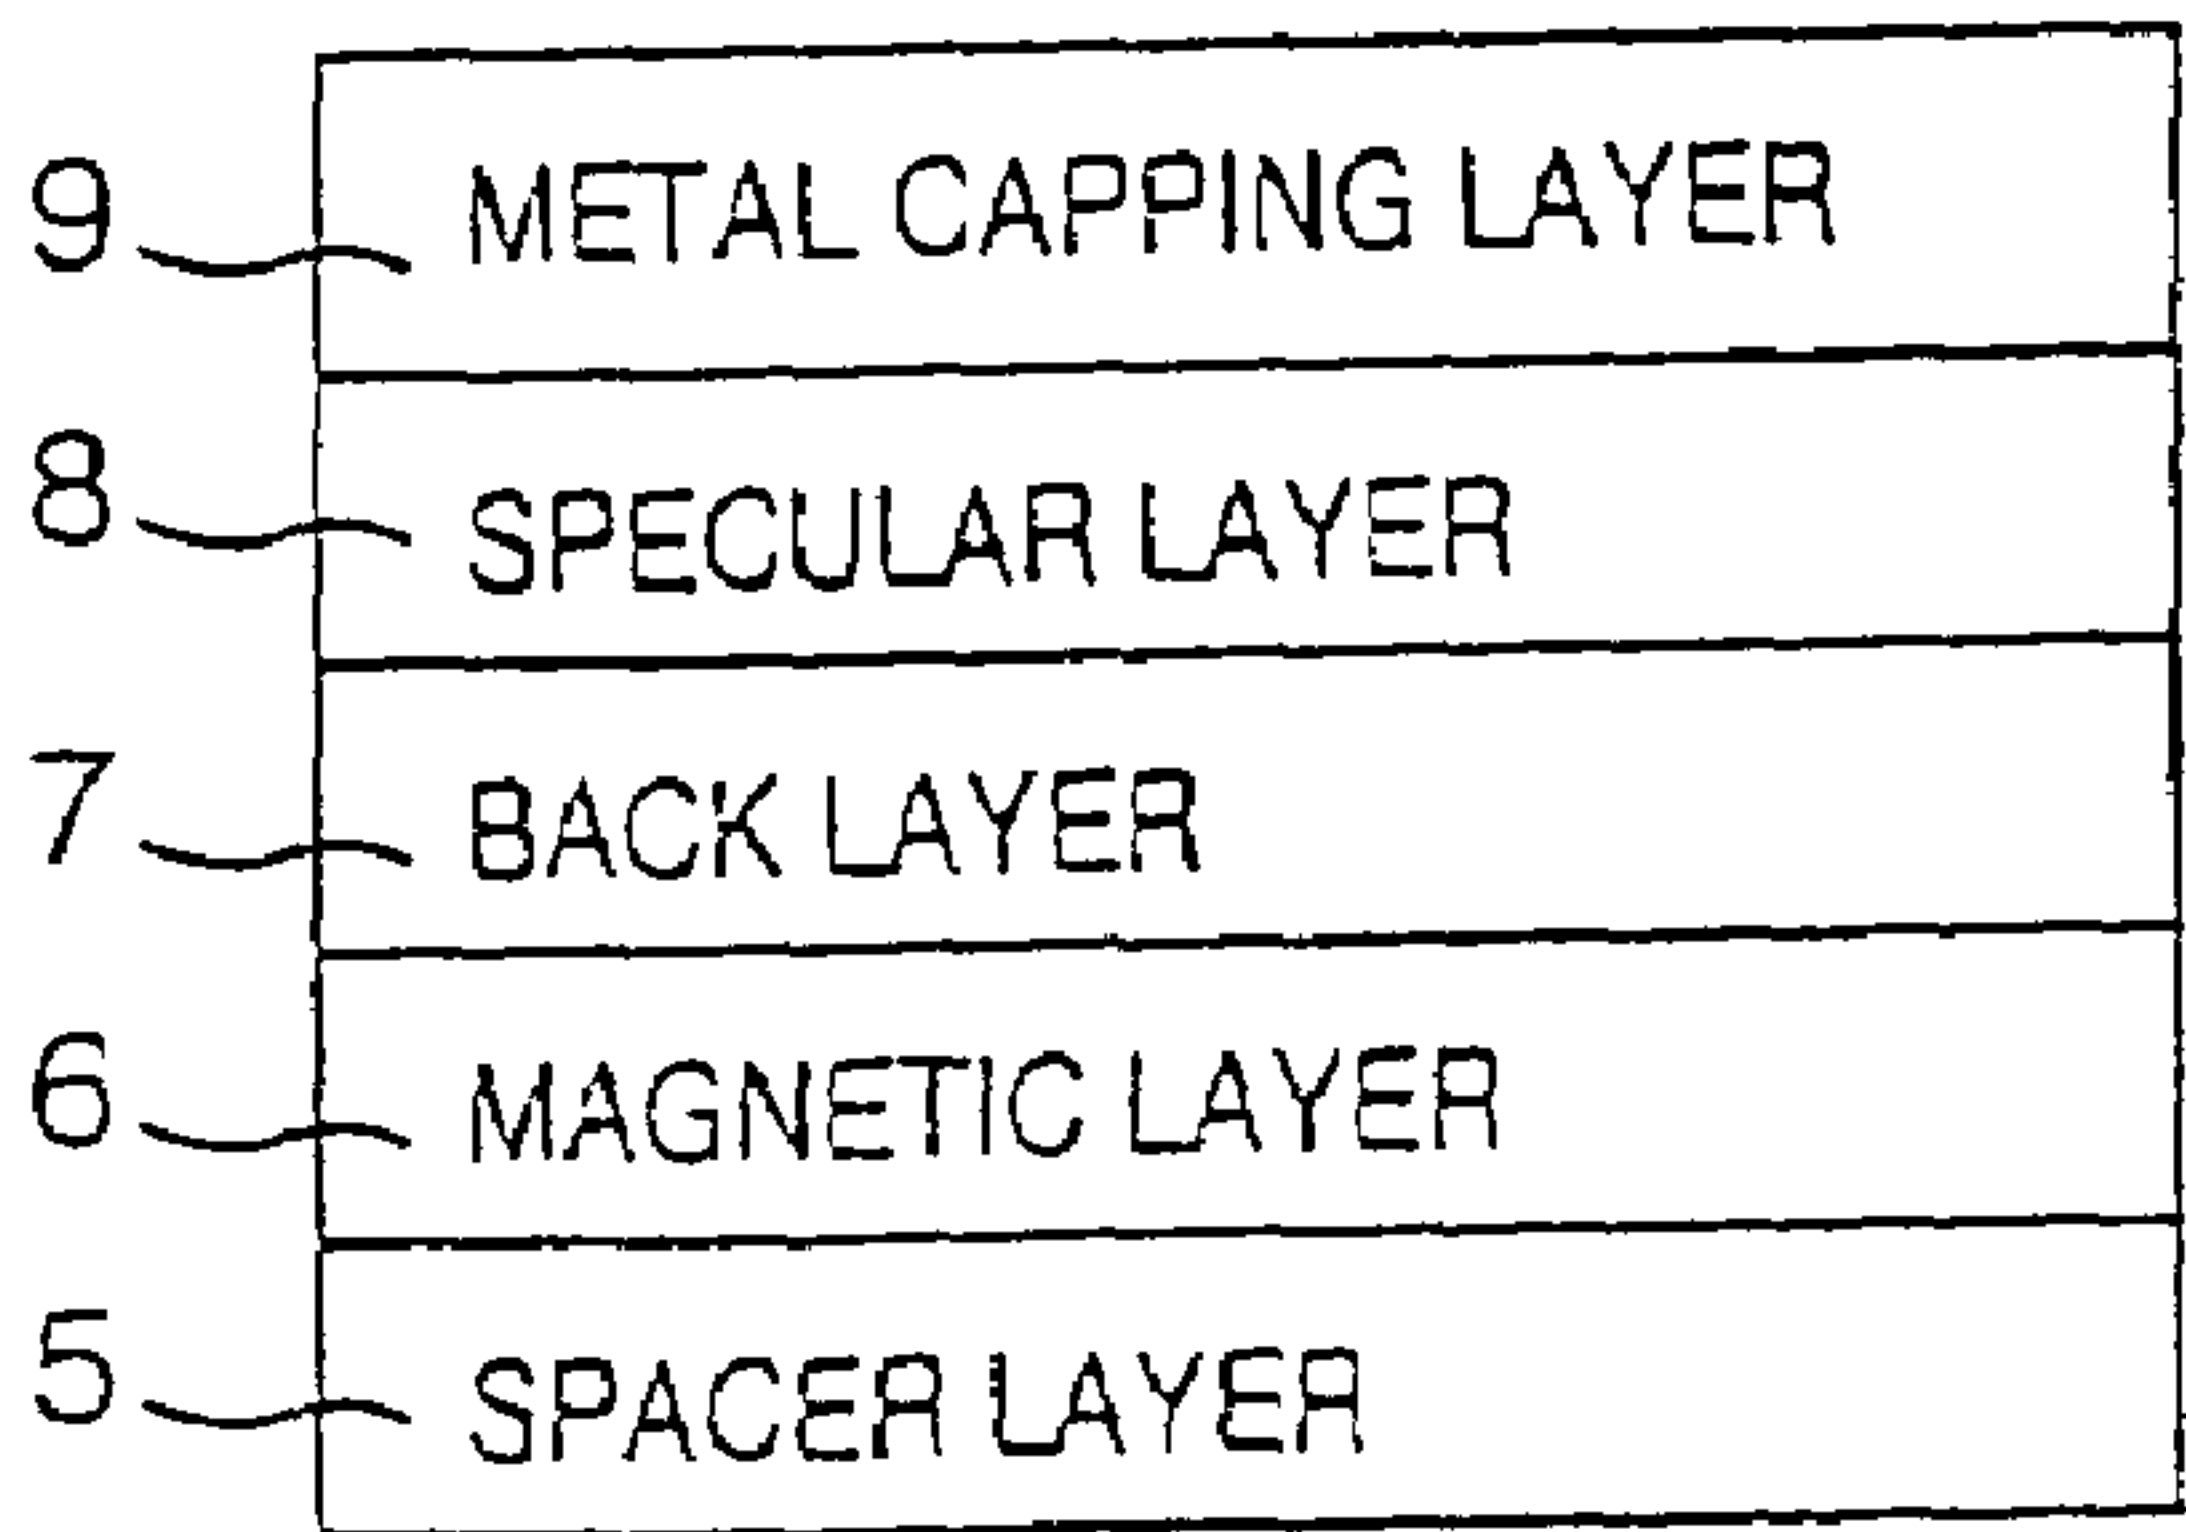 9 METAL CAPPING LAYER
8 SPECULAR LAYER
7 BACK LAYER
6 MAGNETIC LAYER
5 SPACER LAYER